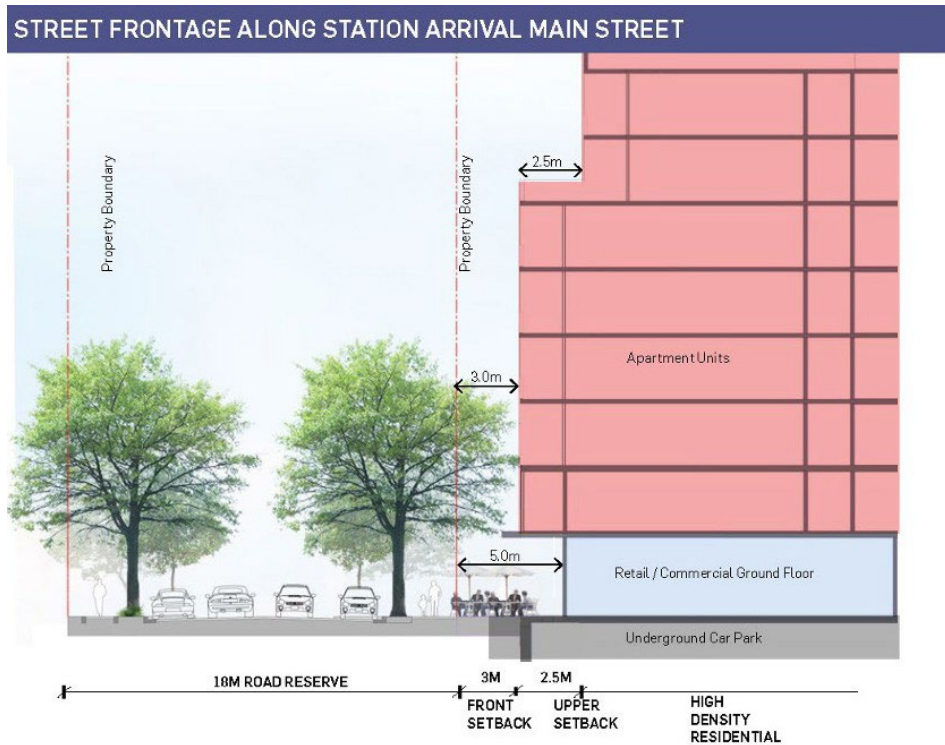 STREET FRONTAGE ALONG STATION ARRIVAL MAIN STREET
Property Boundary
Property Boundary
2.5m
3.0m
Apartment Units
5.0m
Retail / Commercial Ground Floor
Underground Car Park
18M ROAD RESERVE
3M
FRONT
SETBACK
2.5M
UPPER
SETBACK
HIGH
DENSITY
RESIDENTIAL